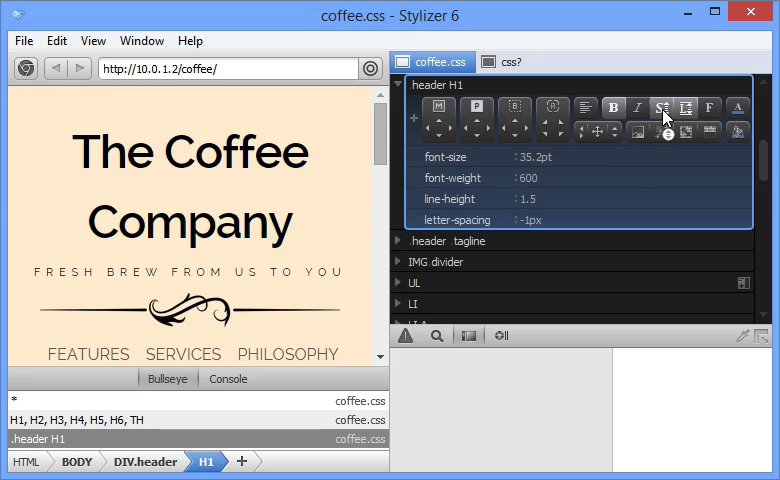 coffee.css - Stylizer 6
File Edit View Window Help
http://10.0.1.2/coffee/
coffee.css css?
.header H1
M P B R B I S F A
font-size : 35.2pt
font-weight : 600
line-height : 1.5
letter-spacing : -1px
.header .tagline
IMG divider
UL
LI
LI A
The Coffee
Company
FRESH BREW FROM US TO YOU
FEATURES SERVICES PHILOSOPHY
Bullseye Console
* coffee.css
H1, H2, H3, H4, H5, H6, TH coffee.css
.header H1 coffee.css
HTML BODY DIV.header H1 +